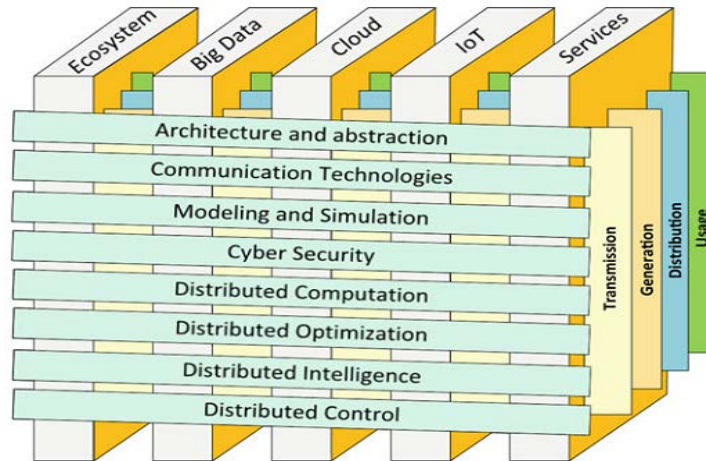 Ecosystem
Big Data
Cloud
IoT
Services
Architecture and abstraction
Communication Technologies
Modeling and Simulation
Cyber Security
Distributed Computation
Distributed Optimization
Distributed Intelligence
Distributed Control
Transmission
Generation
Distribution
Usage